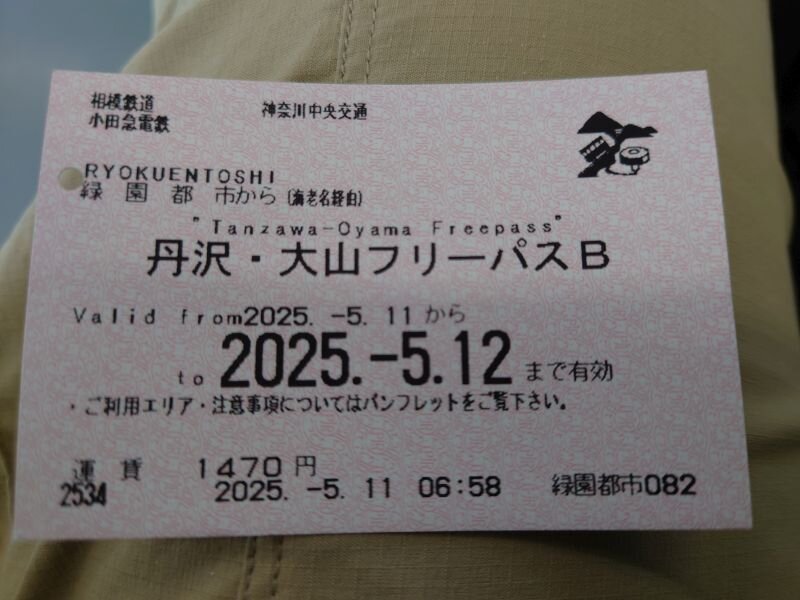 相模鉄道
小田急電鉄
神奈川中央交通
RYOKUENTOSHI
緑園都市から(海老名経由)
"Tanzawa-Oyama Freepass"
丹沢・大山フリーパスB
Valid from2025.-5.11から
to 2025.-5.12まで有効
・ご利用エリア・注意事項についてはパンフレットをご覧下さい。
運賃 1470円
2534 2025.-5.11 06:58 緑園都市082